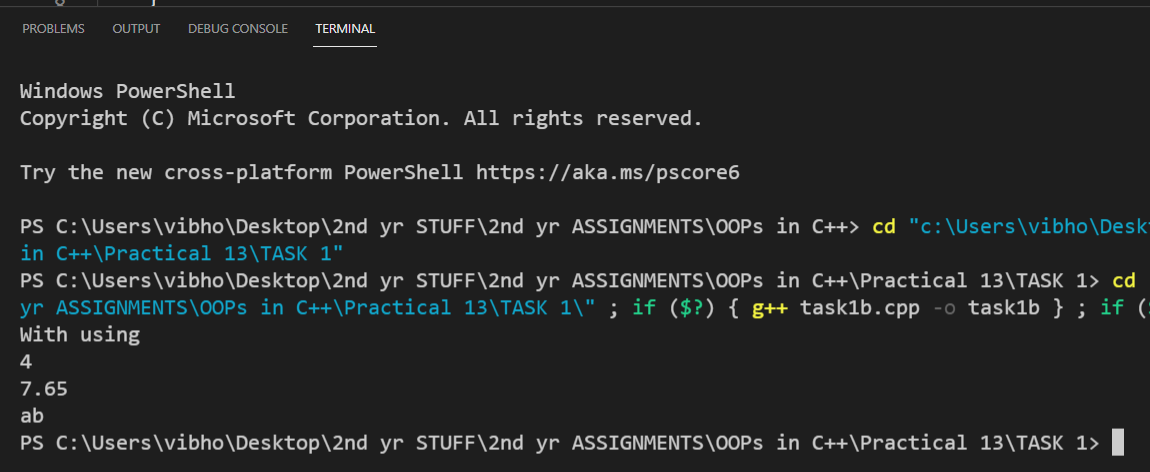 PROBLEMS OUTPUT DEBUG CONSOLE TERMINAL
Windows PowerShell
Copyright (C) Microsoft Corporation. All rights reserved.
Try the new cross-platform PowerShell https://aka.ms/pscore6
PS C:\Users\vibho\Desktop\2nd yr STUFF\2nd yr ASSIGNMENTS\OOPs in C++> cd "c:\Users\vibho\Desk
in C++\Practical 13\TASK 1"
PS C:\Users\vibho\Desktop\2nd yr STUFF\2nd yr ASSIGNMENTS\OOPs in C++\Practical 13\TASK 1> cd
yr ASSIGNMENTS\OOPs in C++\Practical 13\TASK 1\" ; if ($?) { g++ task1b.cpp -o task1b } ; if (
With using
4
7.65
ab
PS C:\Users\vibho\Desktop\2nd yr STUFF\2nd yr ASSIGNMENTS\OOPs in C++\Practical 13\TASK 1>